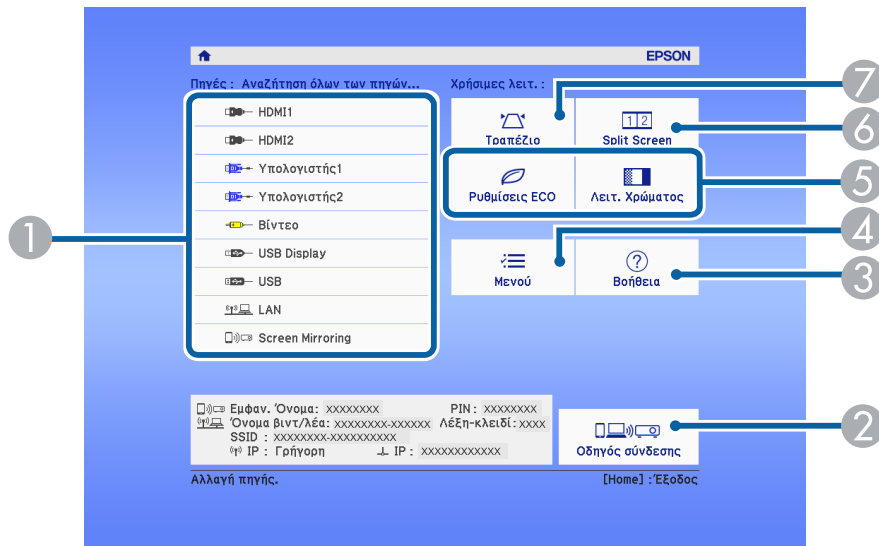 EPSON
Πηγές : Αναζήτηση όλων των πηγών...
Χρήσιμες λειτ. :
HDMI1
HDMI2
Υπολογιστής1
Υπολογιστής2
Βίντεο
USB Display
USB
LAN
Screen Mirroring
1
Τραπέζιο
1 2
Split Screen
7
6
Ρυθμίσεις ECO
Λειτ. Χρώματος
5
Μενού
?
Βοήθεια
4
3
Εμφαν. Όνομα: XXXXXXXX PIN : XXXXXXXX
Όνομα βιντ/λέα: XXXXXXXX-XXXXXX Λέξη-κλειδί: XXXX
SSID : XXXXXXXX-XXXXXXXXXX
IP : Γρήγορη IP : XXXXXXXXXXXX
Οδηγός σύνδεσης
2
Αλλαγή πηγής.
[Home] :Έξοδος